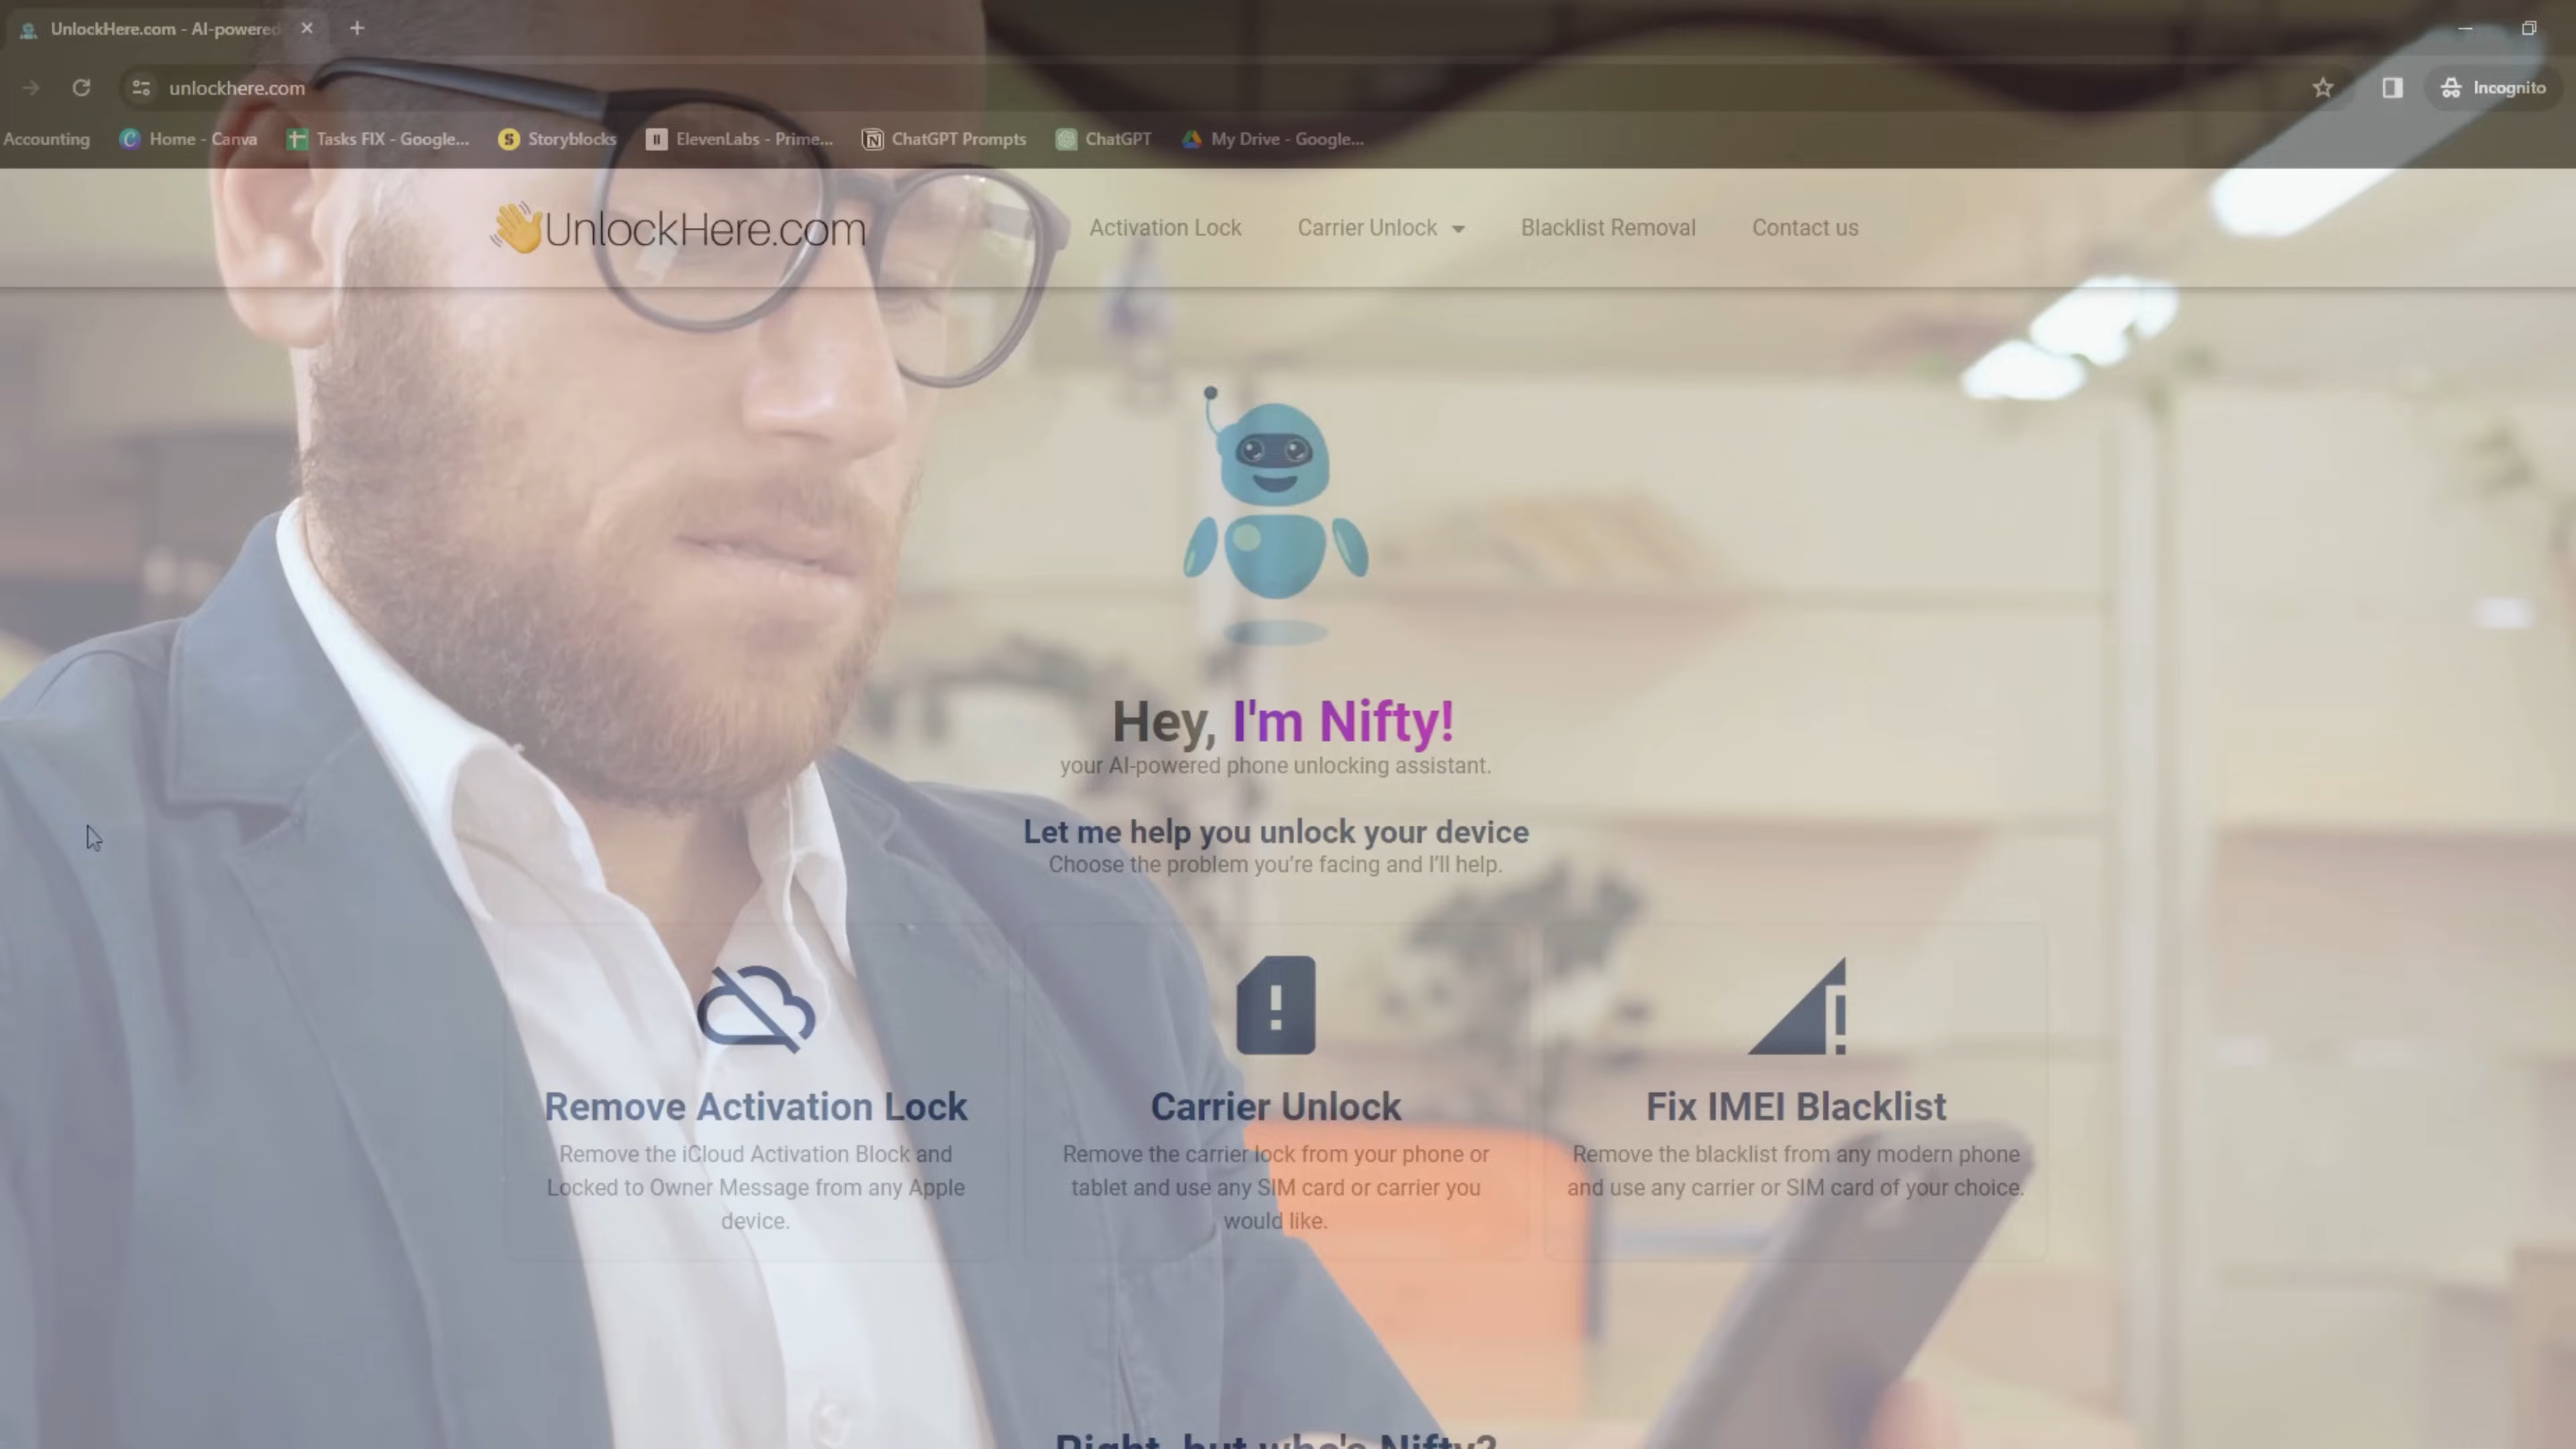 UnlockHere.com - AI-powered
unlockhere.com
Incognito
Accounting
Home - Canva
Tasks FIX - Google...
Storyblocks
ElevenLabs - Prime...
ChatGPT Prompts
ChatGPT
My Drive - Google...
UnlockHere.com
Activation Lock
Carrier Unlock
Blacklist Removal
Contact us
Hey, I'm Nifty!
your AI-powered phone unlocking assistant.
Let me help you unlock your device
Choose the problem you’re facing and I’ll help.
Remove Activation Lock
Remove the iCloud Activation Block and
Locked to Owner Message from any Apple
device.
Carrier Unlock
Remove the carrier lock from your phone or
tablet and use any SIM card or carrier you
would like.
Fix IMEI Blacklist
Remove the blacklist from any modern phone
and use any carrier or SIM card of your choice.
Right, but who's Nifty?